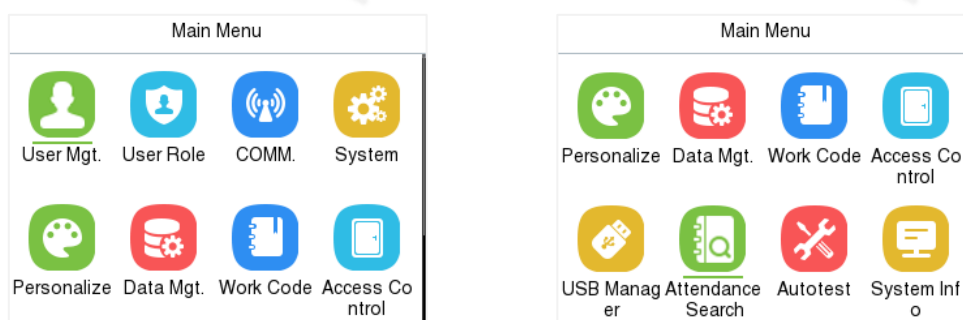 Main Menu
User Mgt. User Role COMM. System
Personalize Data Mgt. Work Code Access Co
ntrol
Main Menu
Personalize Data Mgt. Work Code Access Co
ntrol
USB Manag Attendance Autotest System Inf
er Search o